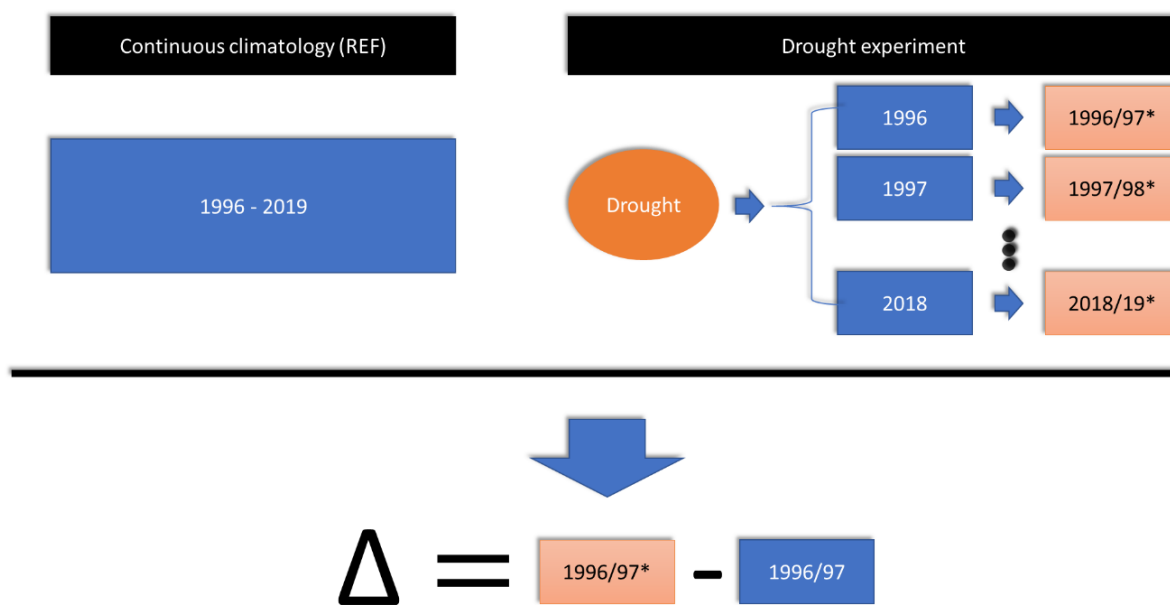 Continuous climatology (REF)
Drought experiment
1996 - 2019
Drought
1996
1996/97*
1997
1997/98*
2018
2018/19*
Δ = 1996/97* - 1996/97